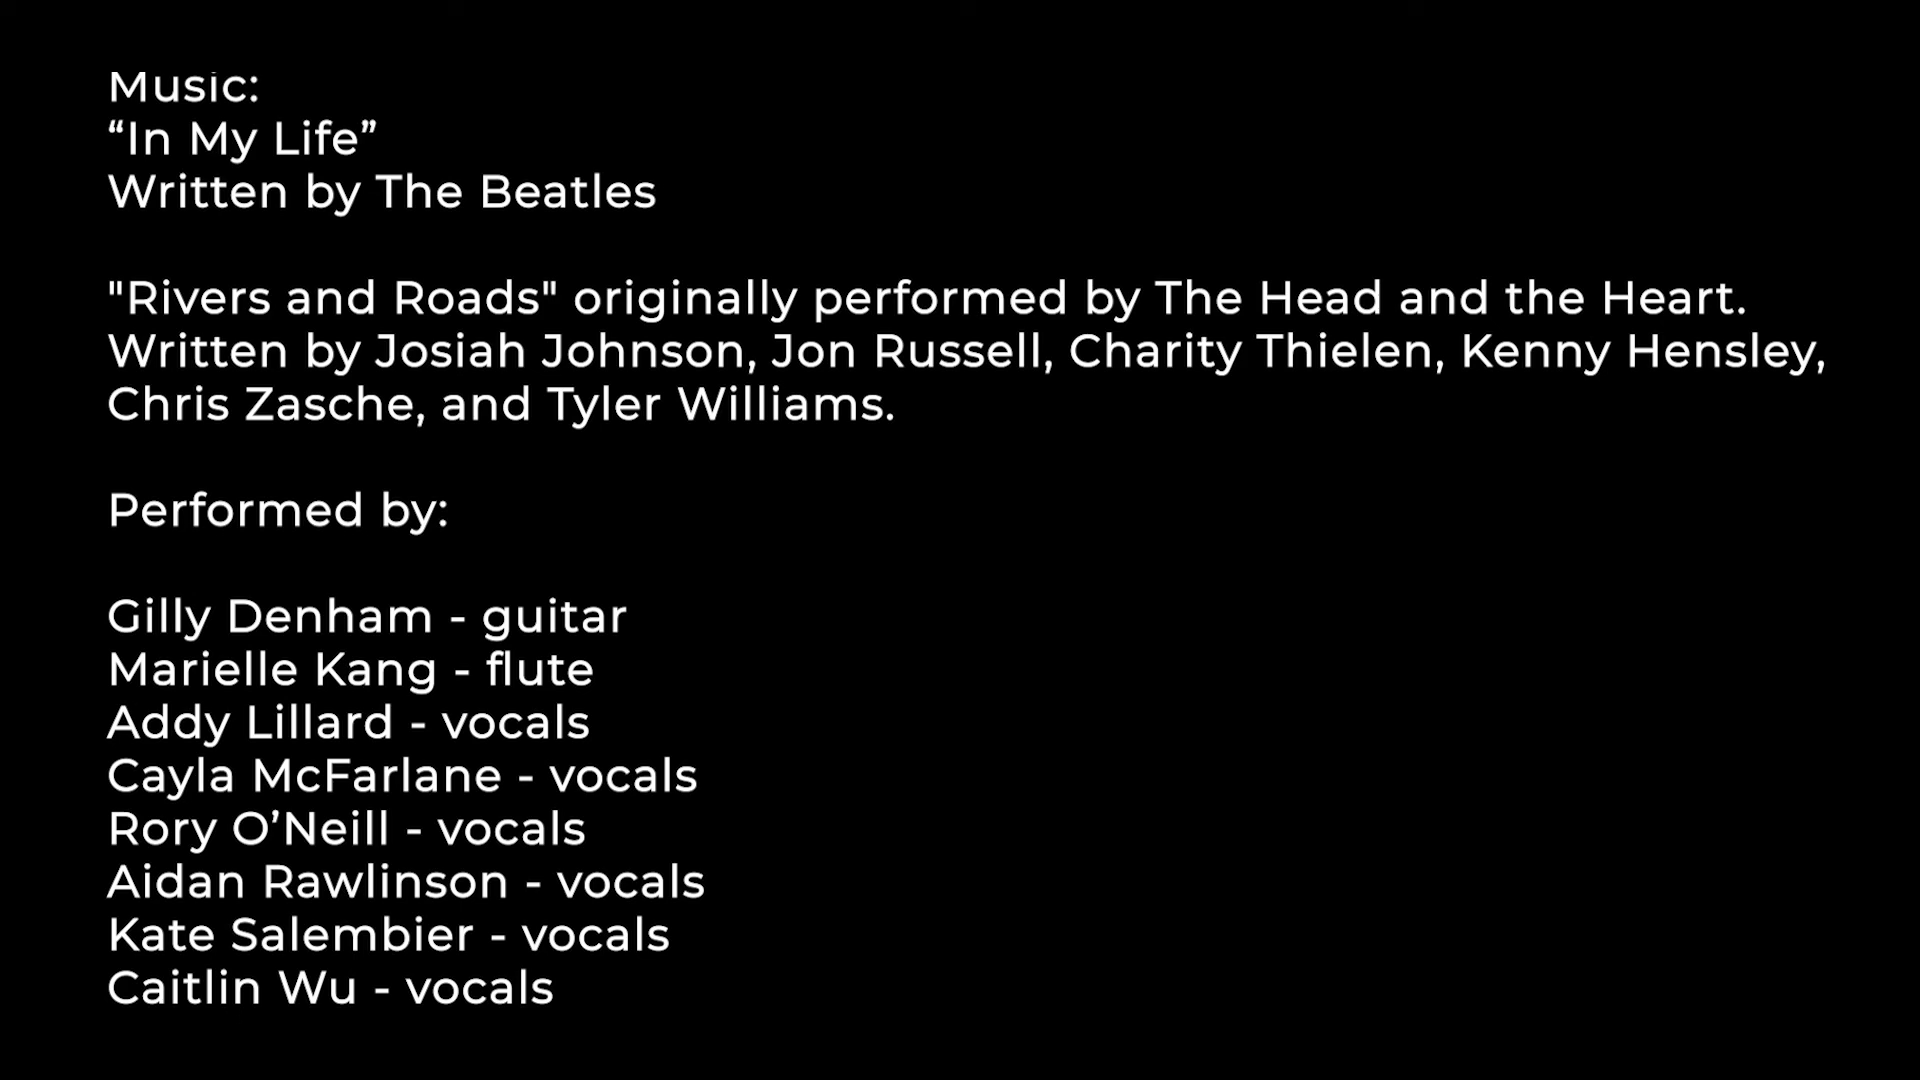 Music:
“In My Life”
Written by The Beatles
"Rivers and Roads" originally performed by The Head and the Heart.
Written by Josiah Johnson, Jon Russell, Charity Thielen, Kenny Hensley,
Chris Zasche, and Tyler Williams.
Performed by:
Gilly Denham - guitar
Marielle Kang - flute
Addy Lillard - vocals
Cayla McFarlane - vocals
Rory O’Neill - vocals
Aidan Rawlinson - vocals
Kate Salembier - vocals
Caitlin Wu - vocals